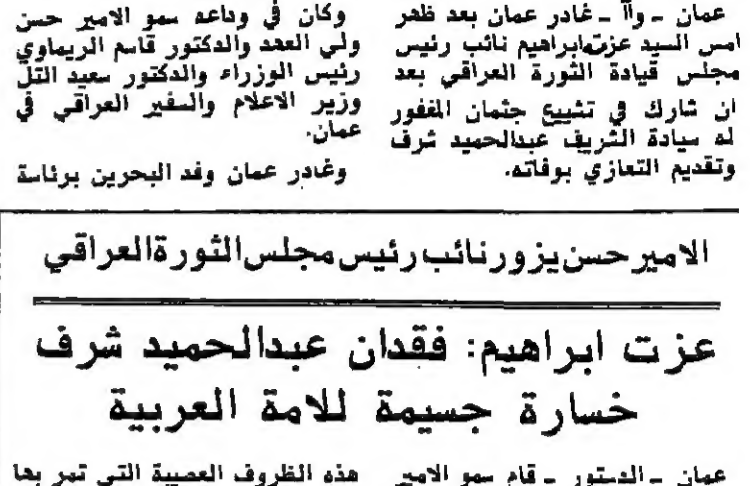 عمان - وأا - غادر عمان بعد ظهر
امس السيد عزت ابراهيم نائب رئيس
مجلس قيادة الثورة العراقي بعد
ان شارك في تشييع جثمان المغفور
له سيادة الشريف عبدالحميد شرف
وتقديم التعازي بوفاته.
وكان في وداعه سمو الامير حسن
ولي العهد والدكتور قاسم الريماوي
رئيس الوزراء والدكتور سعيد التل
وزير الاعلام والسفير العراقي في
عمان.
وغادر عمان وفد البحرين برئاسة
الامير حسن يزور نائب رئيس مجلس الثورة العراقي
عزت ابراهيم: فقدان عبدالحميد شرف
خسارة جسيمة للامة العربية
عمان - الدستور - قام سمو الامير
هذه الظروف العصيبة التي تمر بها